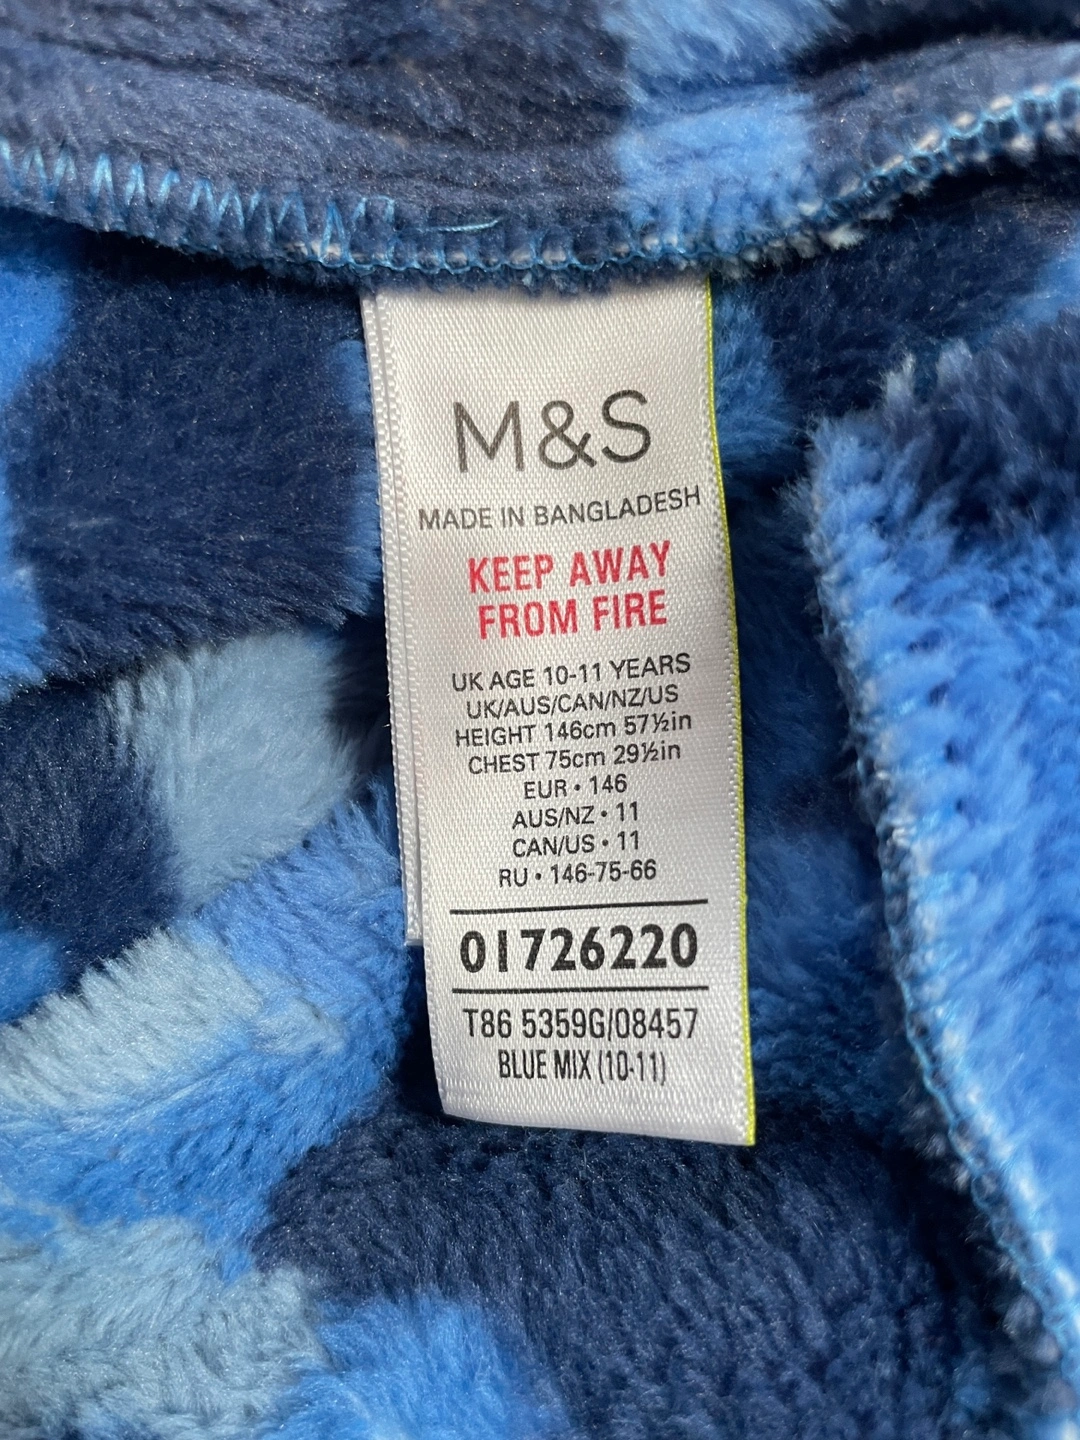 M&S
MADE IN BANGLADESH
KEEP AWAY
FROM FIRE
UK AGE 10-11 YEARS
UK/AUS/CAN/NZ/US
HEIGHT 146cm 57½in
CHEST 75cm 29½in
EUR • 146
AUS/NZ • 11
CAN/US • 11
RU • 146-75-66
01726220
T86 5359G/08457
BLUE MIX (10-11)